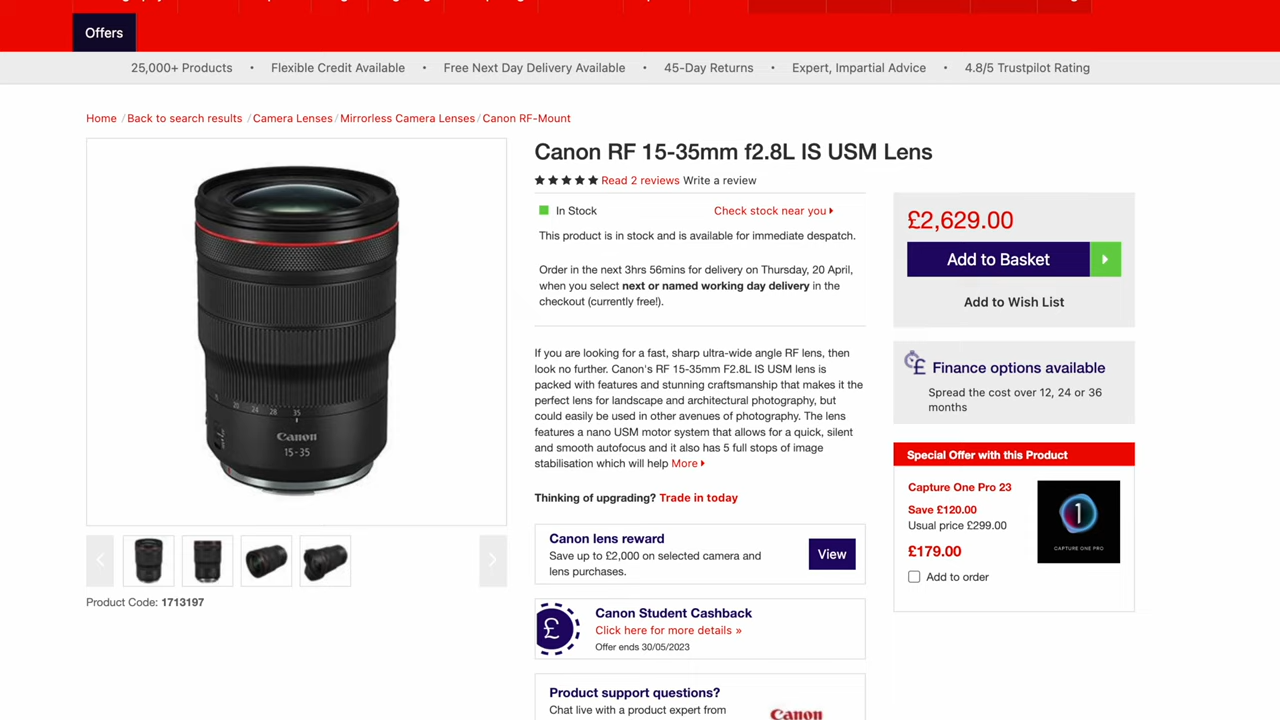 Offers
25,000+ Products • Flexible Credit Available • Free Next Day Delivery Available • 45-Day Returns • Expert, Impartial Advice • 4.8/5 Trustpilot Rating
Home / Back to search results / Camera Lenses / Mirrorless Camera Lenses / Canon RF-Mount
Canon RF 15-35mm f2.8L IS USM Lens
Read 2 reviews Write a review
In Stock
Check stock near you
This product is in stock and is available for immediate despatch.
Order in the next 3hrs 56mins for delivery on Thursday, 20 April,
when you select next or named working day delivery in the
checkout (currently free!).
£2,629.00
Add to Basket
Add to Wish List
If you are looking for a fast, sharp ultra-wide angle RF lens, then
look no further. Canon's RF 15-35mm F2.8L IS USM lens is
packed with features and stunning craftsmanship that makes it the
perfect lens for landscape and architectural photography, but
could easily be used in other avenues of photography. The lens
features a nano USM motor system that allows for a quick, silent
and smooth autofocus and it also has 5 full stops of image
stabilisation which will help More
£ Finance options available
Spread the cost over 12, 24 or 36
months
20 24 28 35
Canon
15-35
Thinking of upgrading? Trade in today
Special Offer with this Product
Capture One Pro 23
Save £120.00
Usual price £299.00
£179.00
Add to order
1
CAPTURE ONE PRO
Canon lens reward
Save up to £2,000 on selected camera and
lens purchases.
View
Product Code: 1713197
£
Canon Student Cashback
Click here for more details »
Offer ends 30/05/2023
Product support questions?
Chat live with a product expert from
Canon